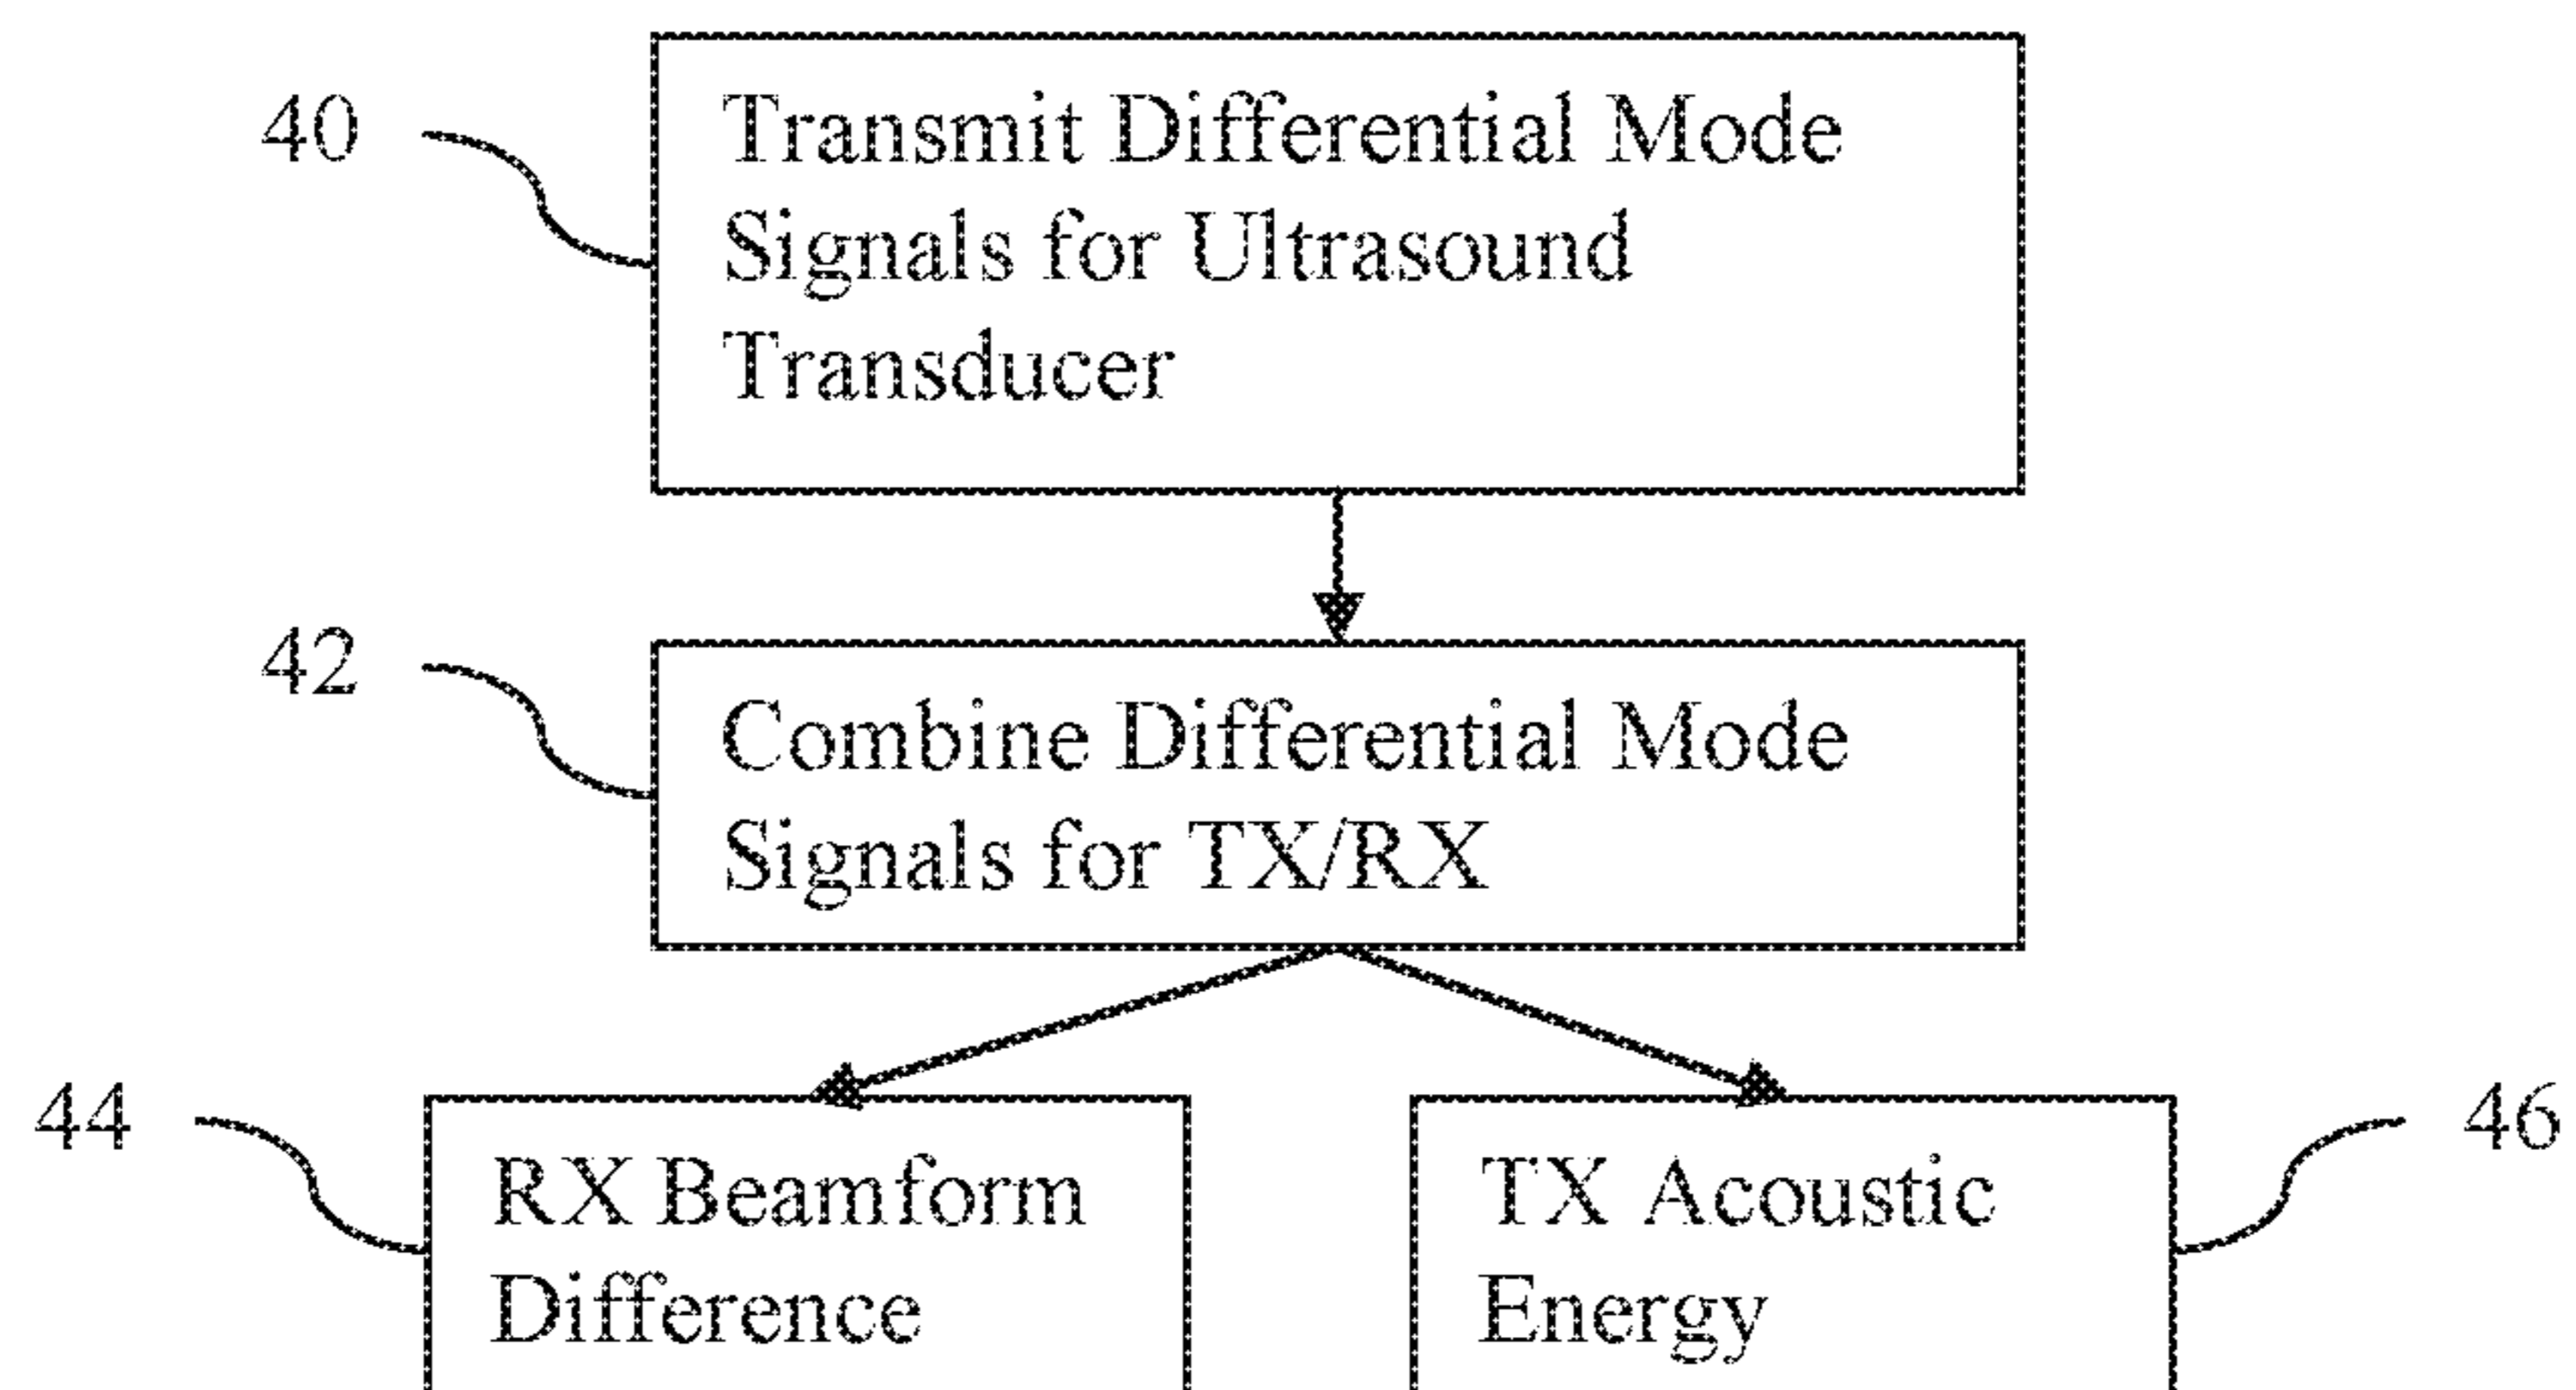 40
Transmit Differential Mode
Signals for Ultrasound
Transducer
42
Combine Differential Mode
Signals for TX/RX
44
RX Beamform
Difference
TX Acoustic
Energy
46